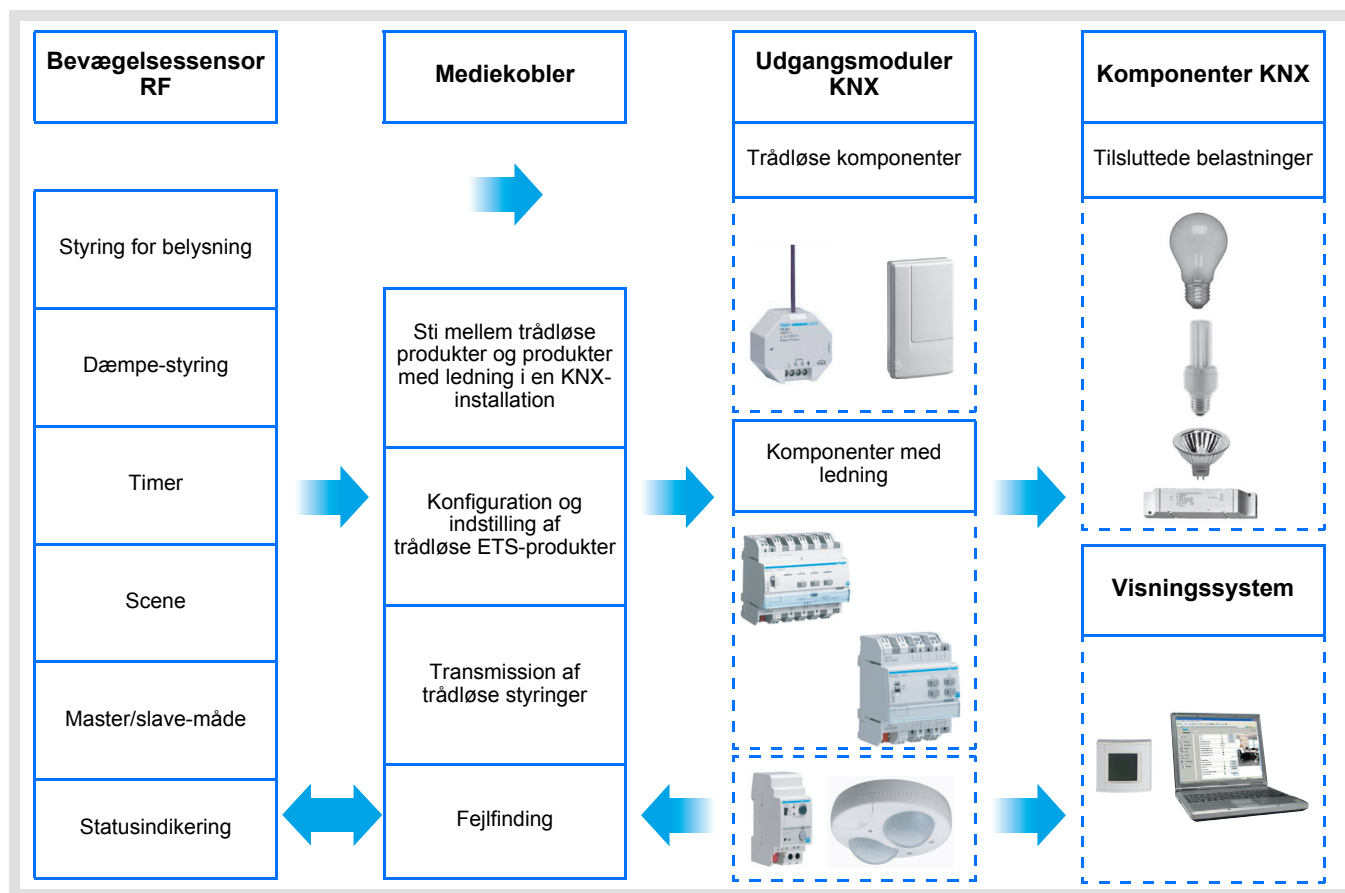 Bevægelsessensor
RF
Mediekobler
Udgangsmoduler
KNX
Komponenter KNX
Trådløse komponenter
Tilsluttede belastninger
Styring for belysning
Dæmpe-styring
Timer
Scene
Master/slave-måde
Statusindikering
Sti mellem trådløse
produkter og produkter
med ledning i en KNX-
installation
Konfiguration og
indstilling af
trådløse ETS-produkter
Transmission af
trådløse styringer
Fejlfinding
Komponenter med
ledning
Visningssystem